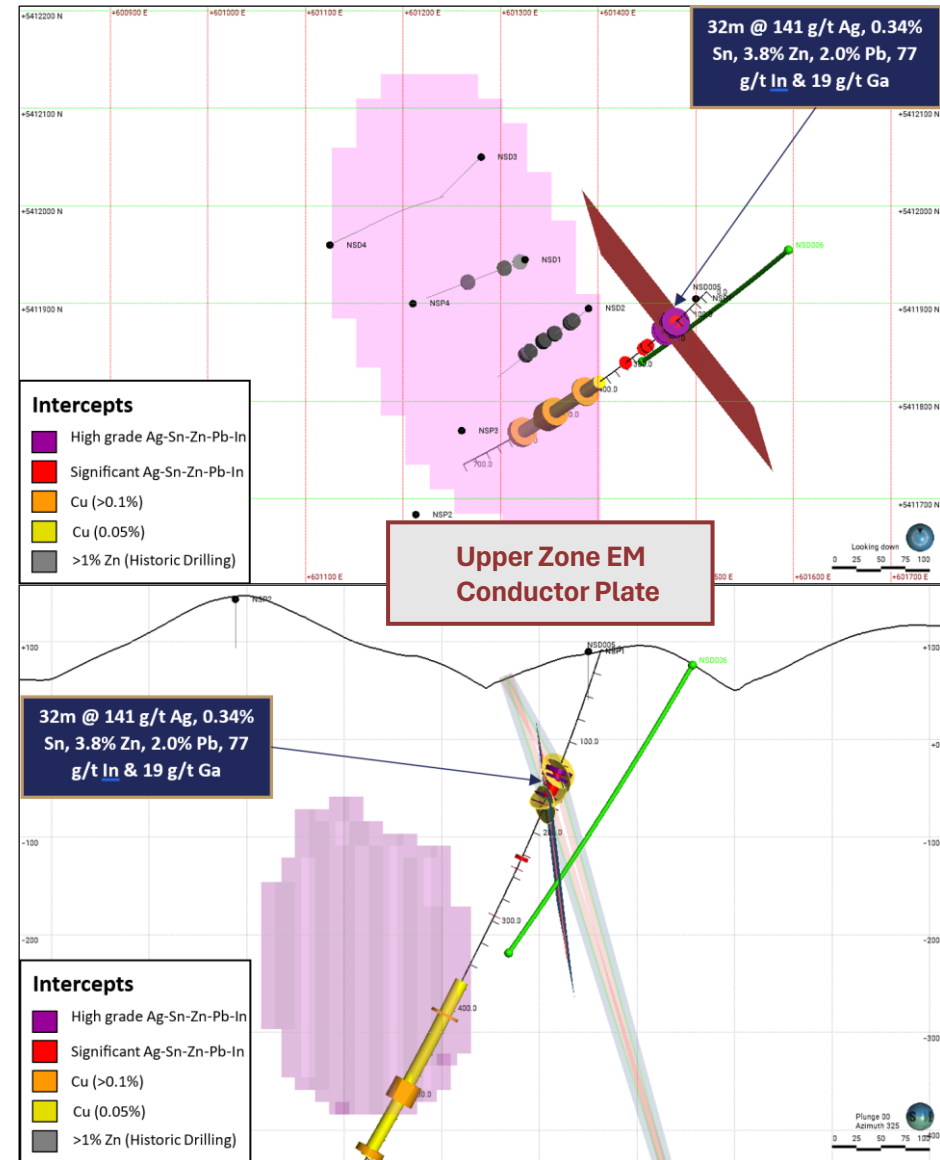 +5412200 N
+600900 E
+601000 E
+601100 E
+601200 E
+601300 E
+601400 E
32m @ 141 g/t Ag, 0.34%
Sn, 3.8% Zn, 2.0% Pb, 77
g/t In & 19 g/t Ga
+5412100 N
+5412100 N
NSD3
+5412000 N
+5412000 N
NSD4
NSD6
NSD1
NSD005
0.0
NSP4
+5411900 N
+5411900 N
NSD2
+5411800 N
NSP3
700.0
+5411700 N
NSP2
Intercepts
High grade Ag-Sn-Zn-Pb-In
Significant Ag-Sn-Zn-Pb-In
Cu (>0.1%)
Cu (0.05%)
>1% Zn (Historic Drilling)
Looking down
0 25 50 75 100
+601100 E
+601600 E
+601700 E
Upper Zone EM
Conductor Plate
NSP2
+100
+100
NSD005
NSP1
NSD006
32m @ 141 g/t Ag, 0.34%
Sn, 3.8% Zn, 2.0% Pb, 77
g/t In & 19 g/t Ga
100.0
+0
-100
-100
-200
-200
300.0
400.0
-300
Intercepts
High grade Ag-Sn-Zn-Pb-In
Significant Ag-Sn-Zn-Pb-In
Cu (>0.1%)
Cu (0.05%)
>1% Zn (Historic Drilling)
Plunge 00
Azimuth 325
0 25 50 75 100